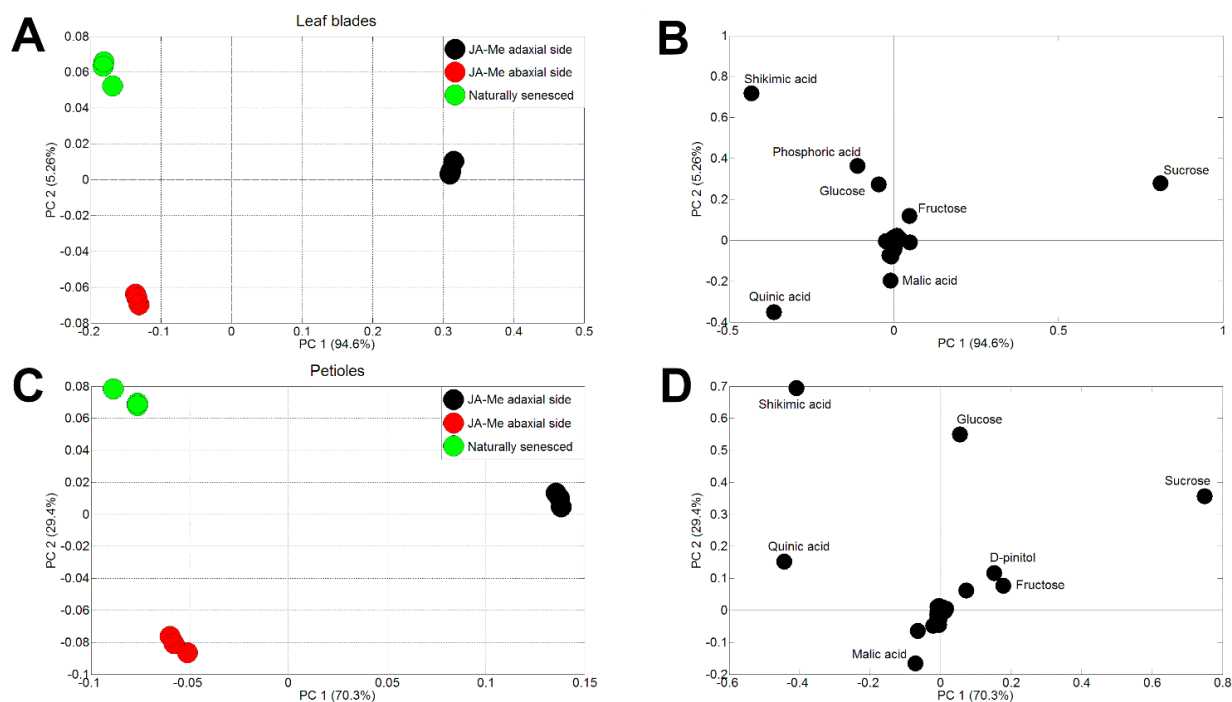 A
Leaf blades
0.08
0.06
0.04
0.02
0
-0.02
-0.04
-0.06
-0.08
PC 2 (5.26%)
JA-Me adaxial side
JA-Me abaxial side
Naturally senesced
-0.2
-0.1
0
0.1
0.2
0.3
0.4
0.5
PC 1 (94.6%)
B
1
0.8
0.6
0.4
0.2
0
-0.2
-0.4
PC 2 (5.26%)
Shikimic acid
Phosphoric acid
Glucose
Sucrose
Fructose
Malic acid
Quinic acid
-0.5
0
0.5
1
PC 1 (94.6%)
C
Petioles
0.08
0.06
0.04
0.02
0
-0.02
-0.04
-0.06
-0.08
-0.1
PC 2 (29.4%)
JA-Me adaxial side
JA-Me abaxial side
Naturally senesced
-0.1
-0.05
0
0.05
0.1
0.15
PC 1 (70.3%)
D
0.7
0.6
0.5
0.4
0.3
0.2
0.1
0
-0.1
-0.2
PC 2 (29.4%)
Shikimic acid
Glucose
Sucrose
Quinic acid
D-pinitol
Fructose
Malic acid
-0.6
-0.4
-0.2
0
0.2
0.4
0.6
0.8
PC 1 (70.3%)